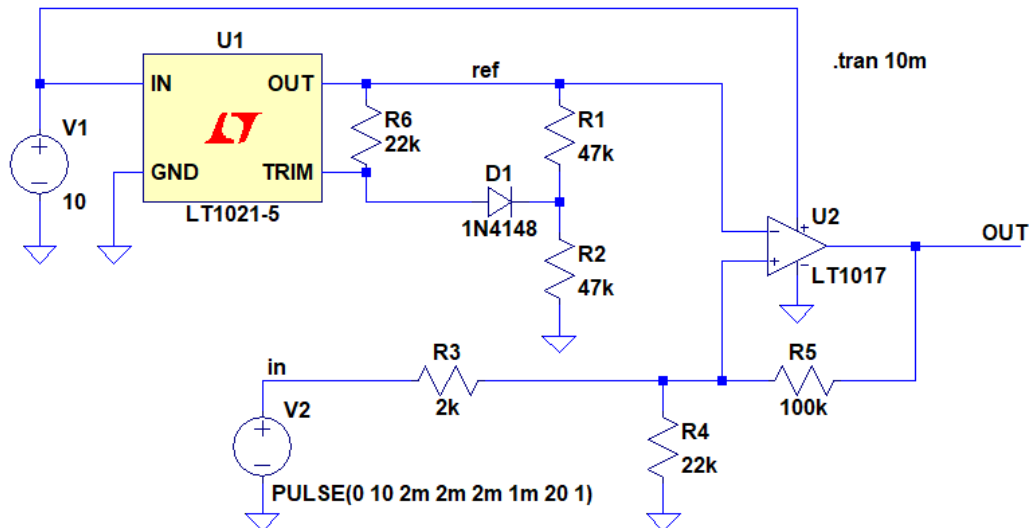 U1
.tran 10m
IN
OUT
ref
V1
R6
22k
R1
47k
GND
TRIM
D1
1N4148
10
LT1021-5
U2
OUT
R2
47k
LT1017
in
R3
2k
R5
100k
V2
R4
22k
PULSE(0 10 2m 2m 2m 1m 20 1)